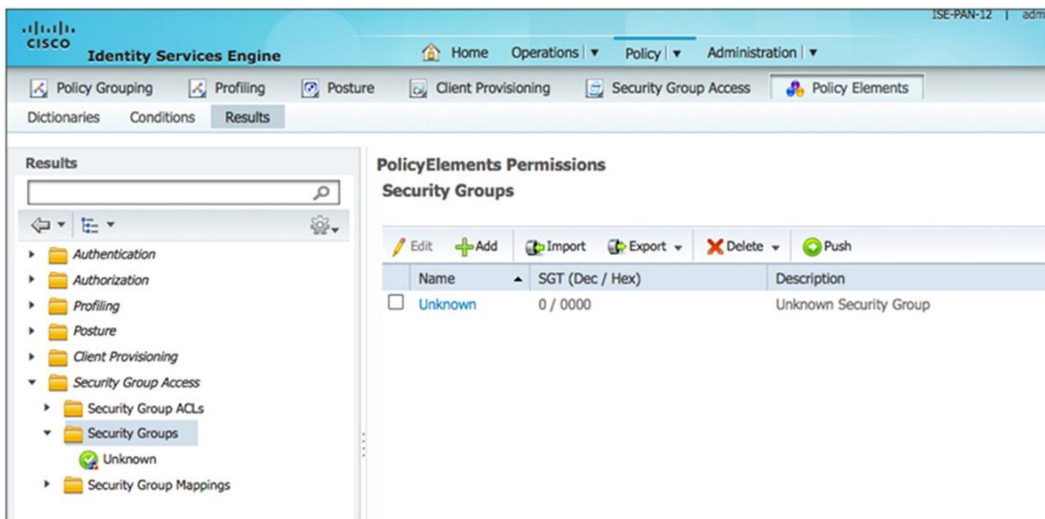 ISE-PAN-12 | adm
CISCO
Identity Services Engine
Home Operations Policy Administration
Policy Grouping Profiling Posture Client Provisioning Security Group Access Policy Elements
Dictionaries Conditions Results
Results
PolicyElements Permissions
Security Groups
Edit Add Import Export Delete Push
Name SGT (Dec / Hex) Description
Unknown 0 / 0000 Unknown Security Group
Authentication
Authorization
Profiling
Posture
Client Provisioning
Security Group Access
Security Group ACLs
Security Groups
Unknown
Security Group Mappings